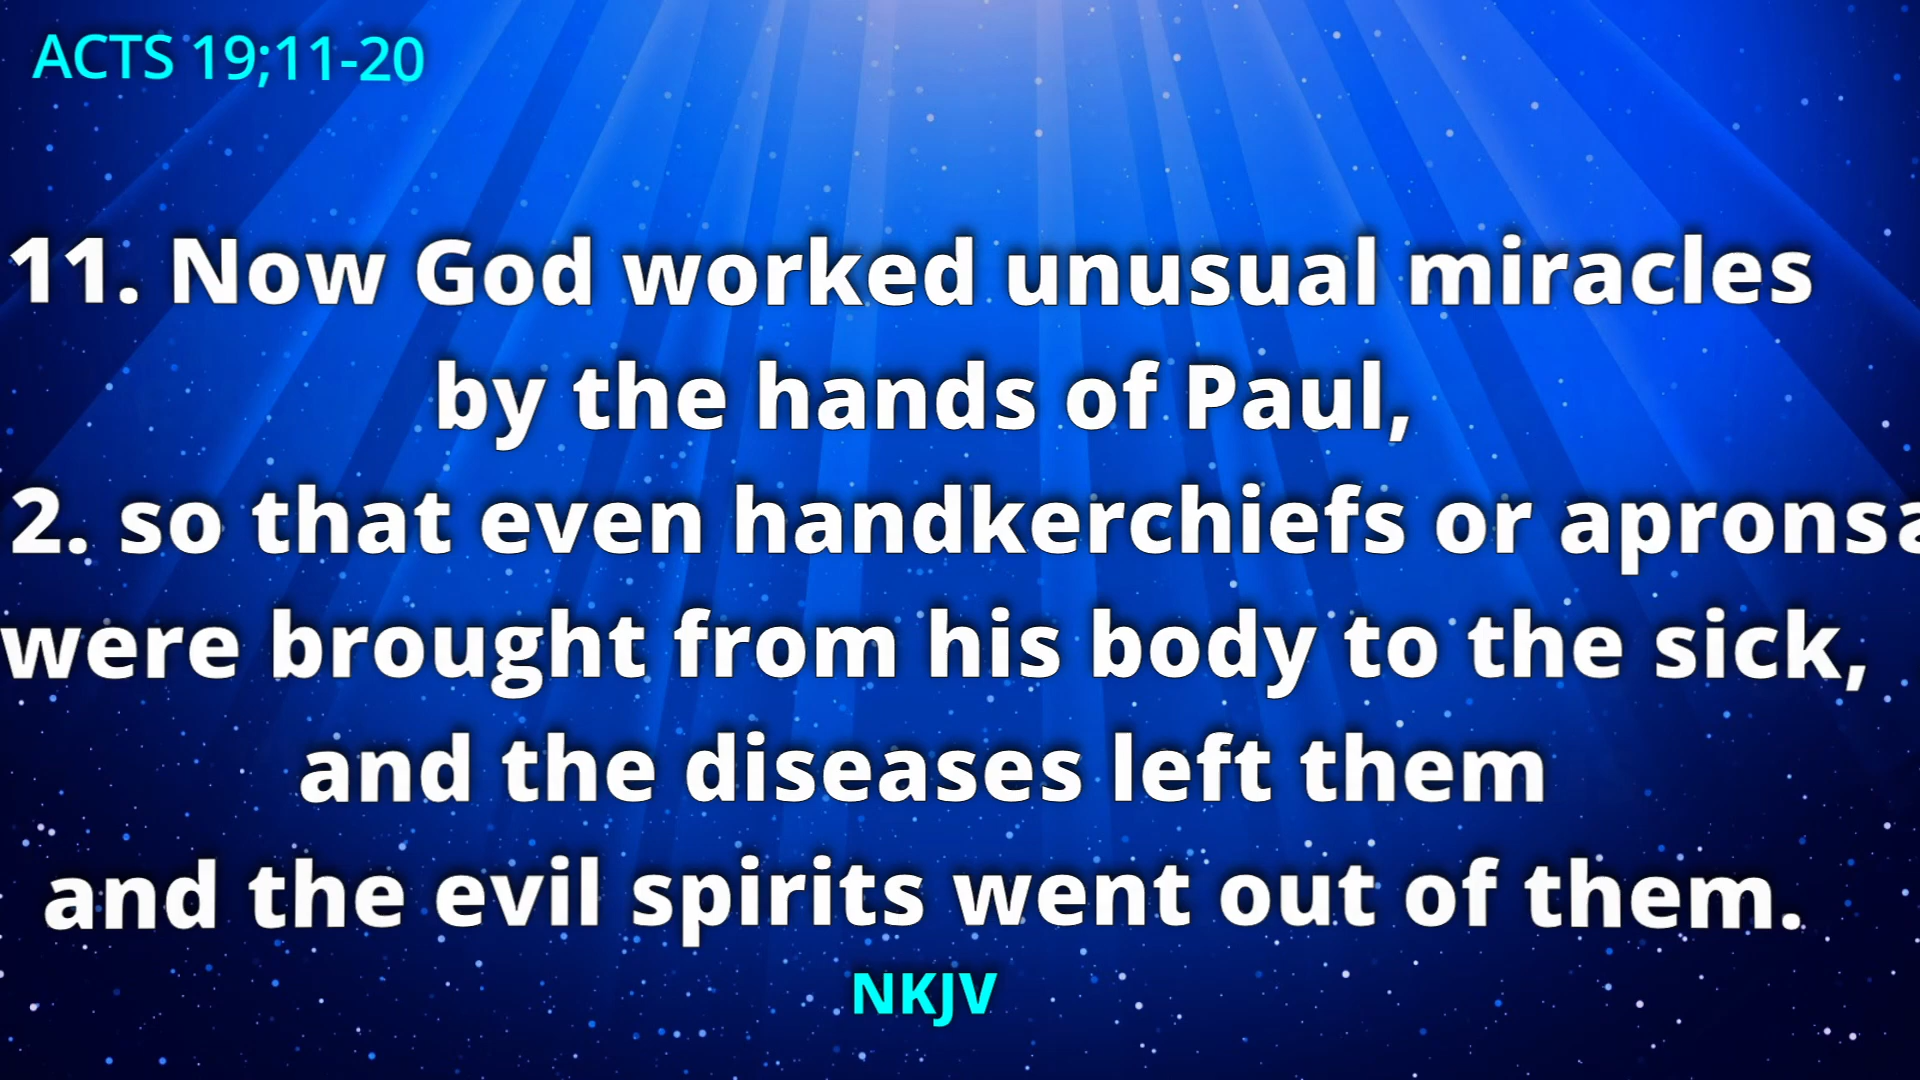 ACTS 19;11-20
11. Now God worked unusual miracles
by the hands of Paul,
2. so that even handkerchiefs or apronsa
were brought from his body to the sick,
and the diseases left them
and the evil spirits went out of them.
NKJV